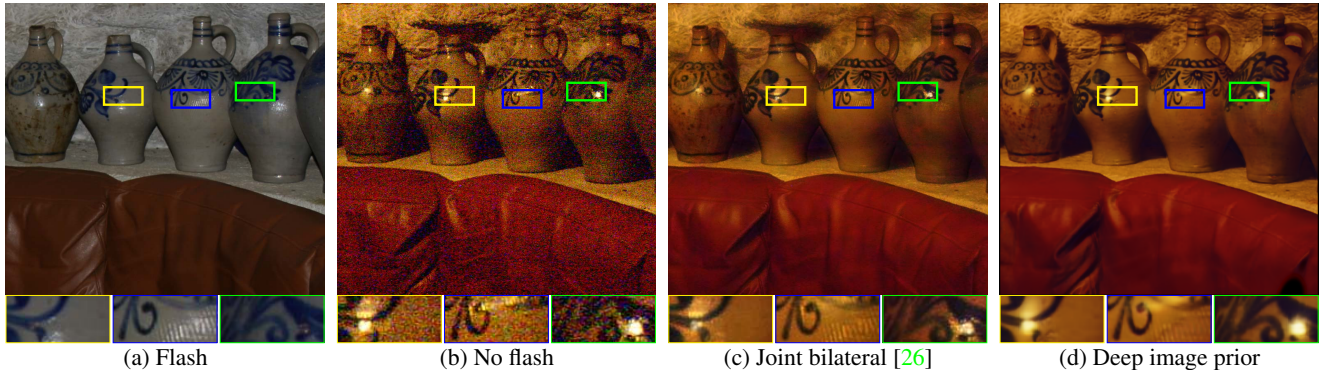 (a) Flash
(b) No flash
(c) Joint bilateral [26]
(d) Deep image prior